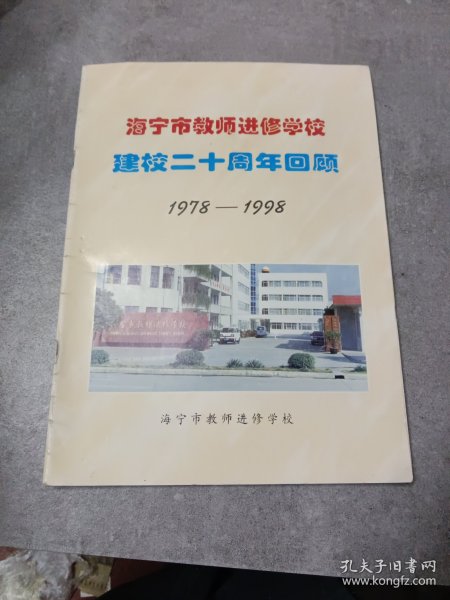 海宁市教师进修学校
建校二十周年回顾
1978—1998
海宁市教师进修学校
孔夫子旧书网
www.kongfz.com